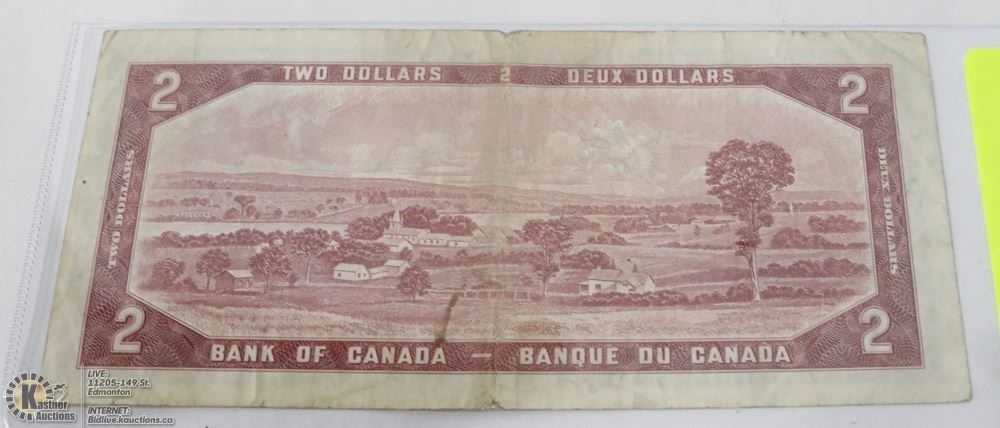 2 TWO DOLLARS 2 DEUX DOLLARS 2
TWO DOLLARS
DEUX DOLLARS
2 BANK OF CANADA — BANQUE DU CANADA 2
Kastner
Auctions
LIVE:
11205-149 St.
Edmonton
INTERNET:
Bidlive.kauctions.ca